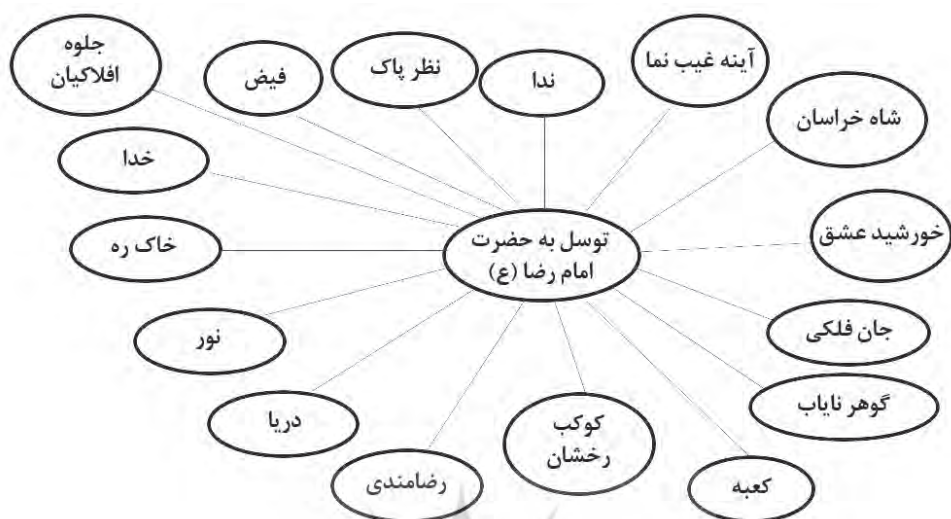 آینه غیب نما
ندا
نظر پاک
فیض
جلوه
افلاکیان
شاه خراسان
خدا
خورشید عشق
توسل به حضرت
امام رضا (ع)
خاک ره
جان فلکی
نور
گوهر نایاب
دریا
کوکب
رخشان
رضامندی
کعبه